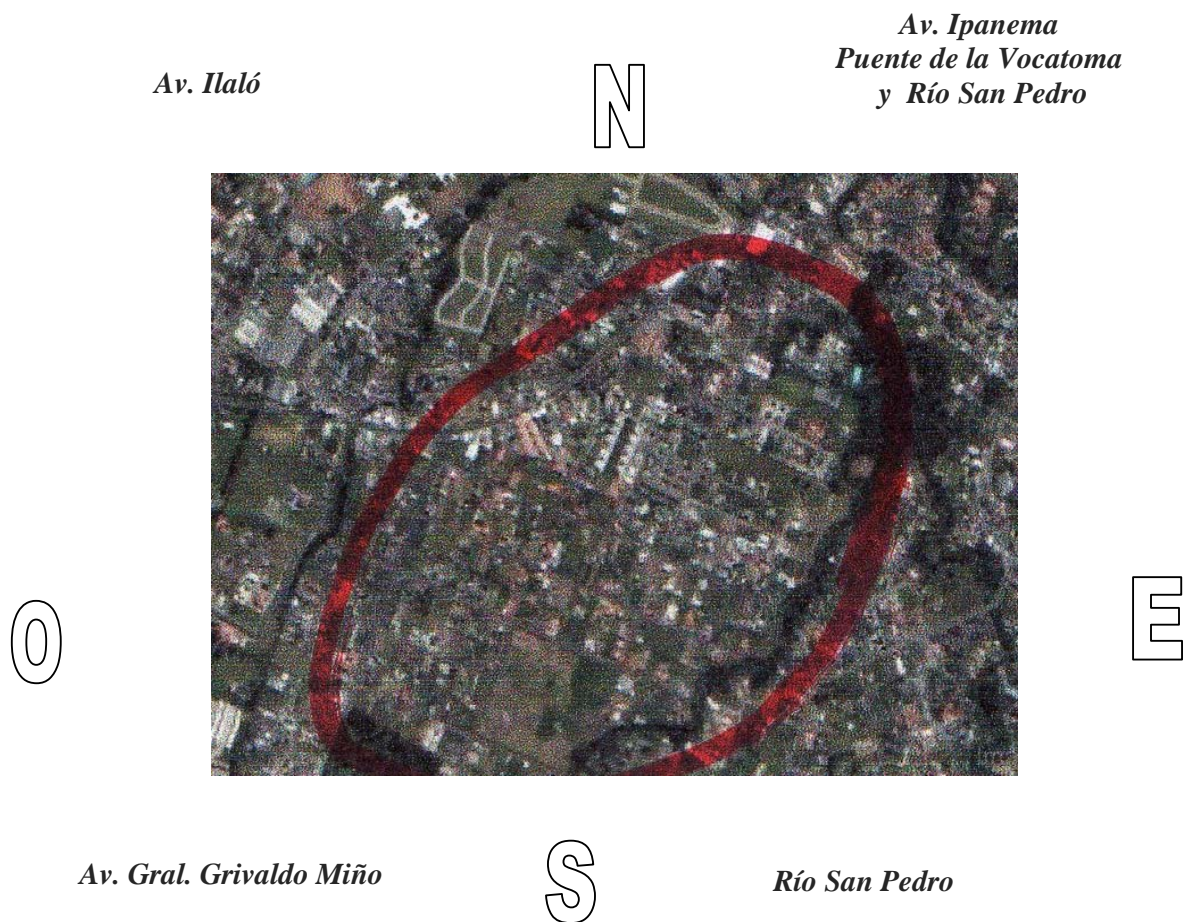 Av. Ipanema
Puente de la Vocatoma
y Río San Pedro
Av. Ilaló
N
O
E
Av. Gral. Grivaldo Miño
S
Río San Pedro